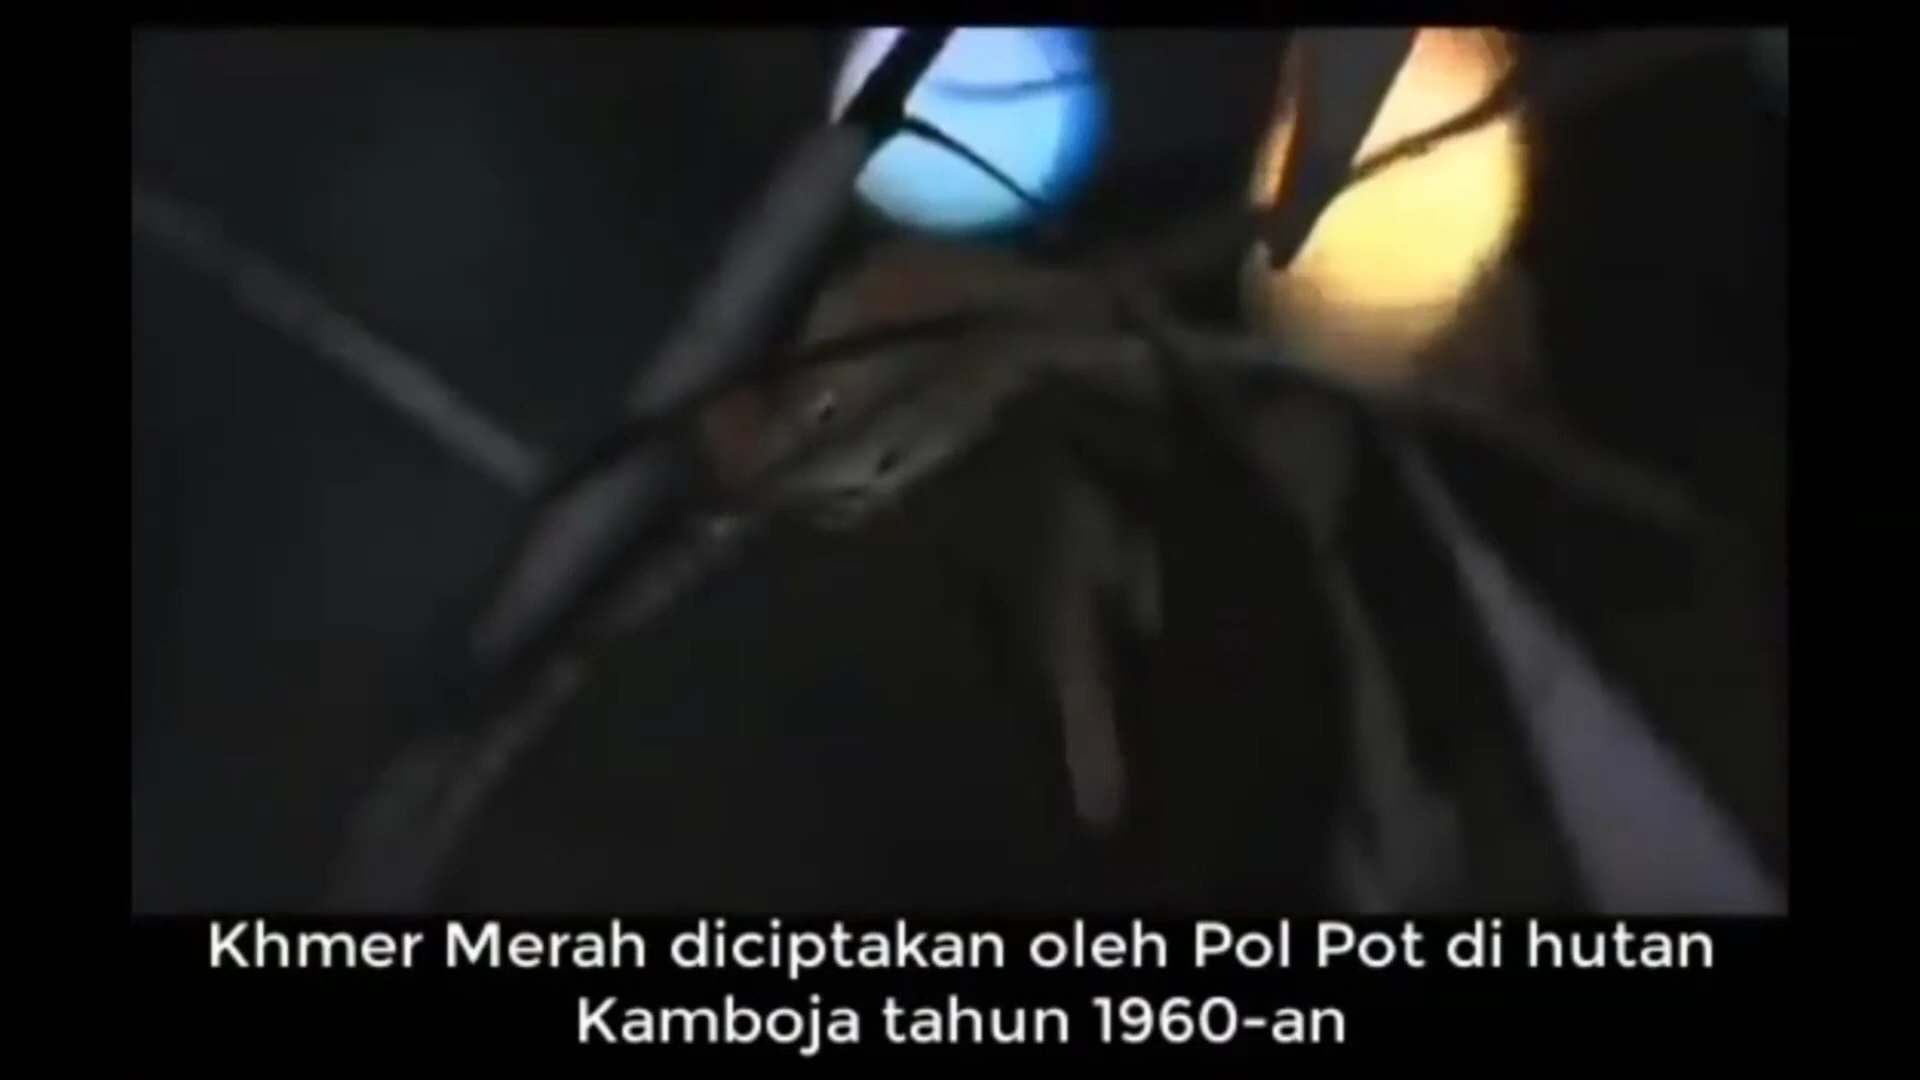 Khmer Merah diciptakan oleh Pol Pot di hutan
Kamboja tahun 1960-an